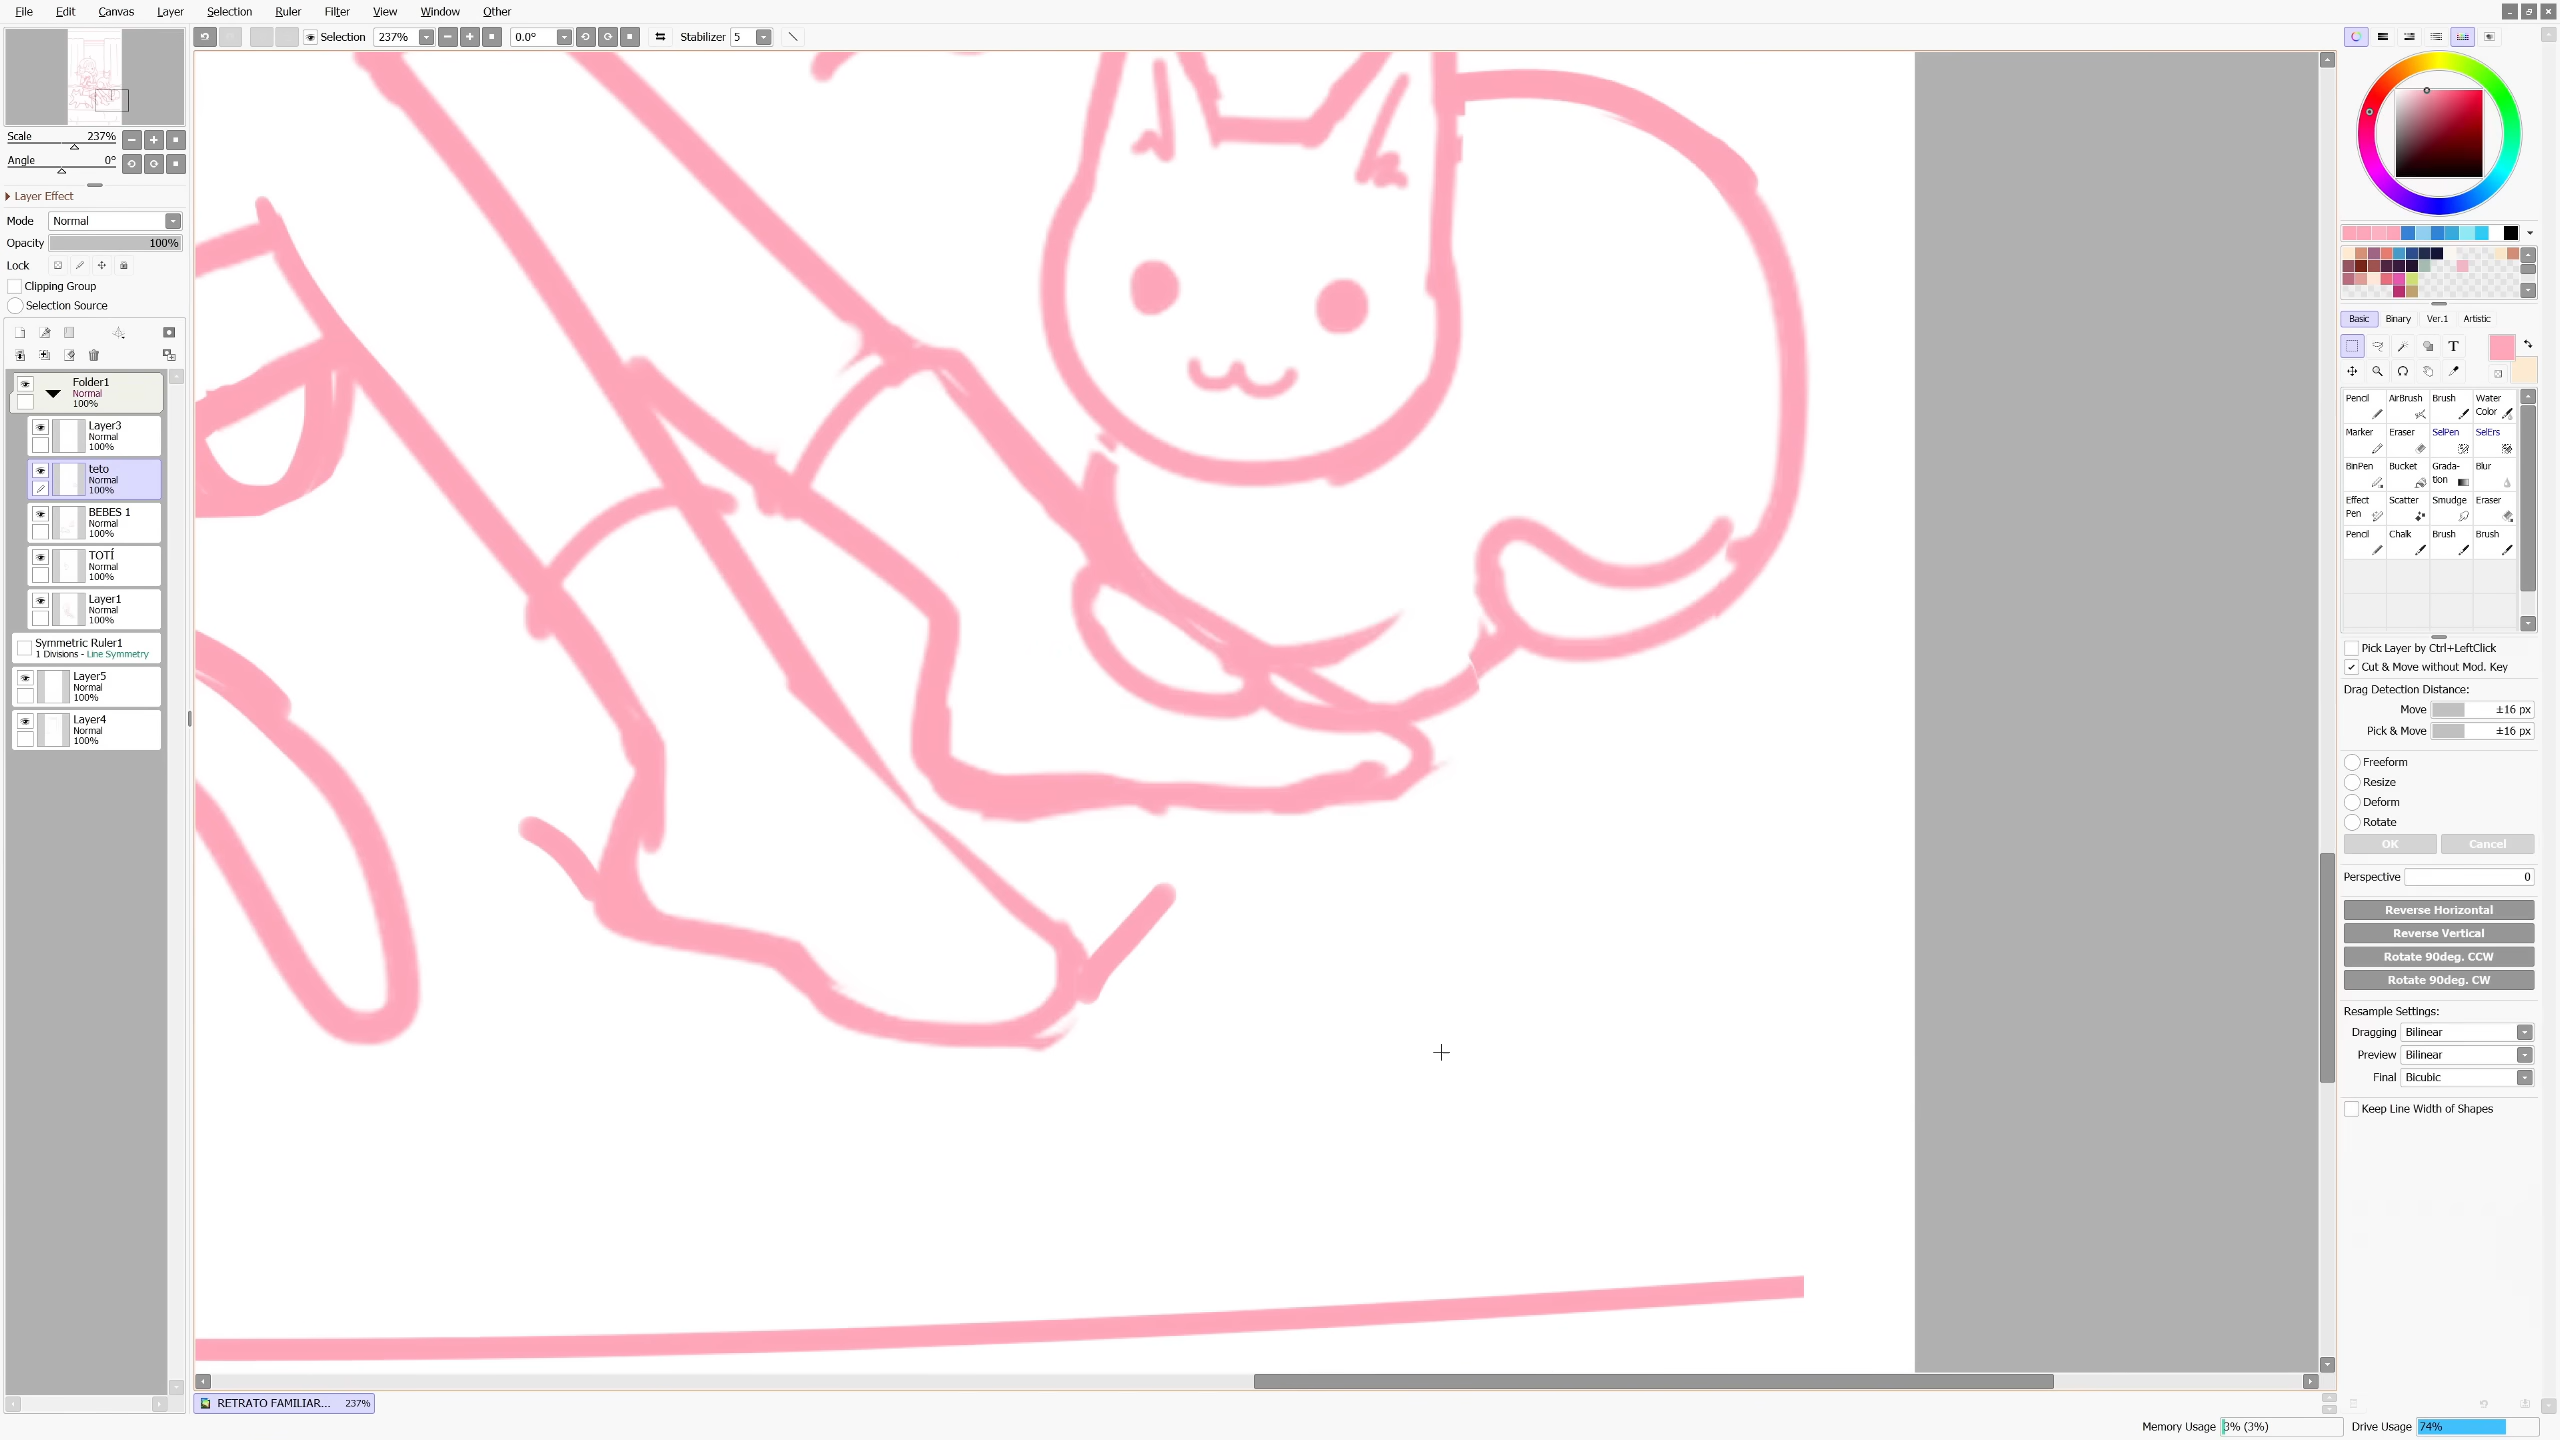 File Edit Canvas Layer Selection Ruler Filter View Window Other
Selection 237% 0.0° Stabilizer 5
Scale 237%
Angle 0°
Layer Effect
Mode Normal
Opacity 100%
Lock
Clipping Group
Selection Source
Folder1
Normal
100%
Layer3
Normal
100%
teto
Normal
100%
BEBES 1
Normal
100%
TOTÍ
Normal
100%
Layer1
Normal
100%
Symmetric Ruler1
1 Divisions - Line Symmetry
Layer5
Normal
100%
Layer4
Normal
100%
Basic Binary Ver.1 Artistic
T
Pencil AirBrush Brush Water Color
Marker Eraser SelPen SelErs
BinPen Bucket Grada-tion Blur
Effect Pen Scatter Smudge Eraser
Pencil Chalk Brush Brush
Pick Layer by Ctrl+LeftClick
Cut & Move without Mod. Key
Drag Detection Distance:
Move ±16 px
Pick & Move ±16 px
Freeform
Resize
Deform
Rotate
OK Cancel
Perspective 0
Reverse Horizontal
Reverse Vertical
Rotate 90deg. CCW
Rotate 90deg. CW
Resample Settings:
Dragging Bilinear
Preview Bilinear
Final Bicubic
Keep Line Width of Shapes
RETRATO FAMILIAR... 237%
Memory Usage 3% (3%) Drive Usage 74%